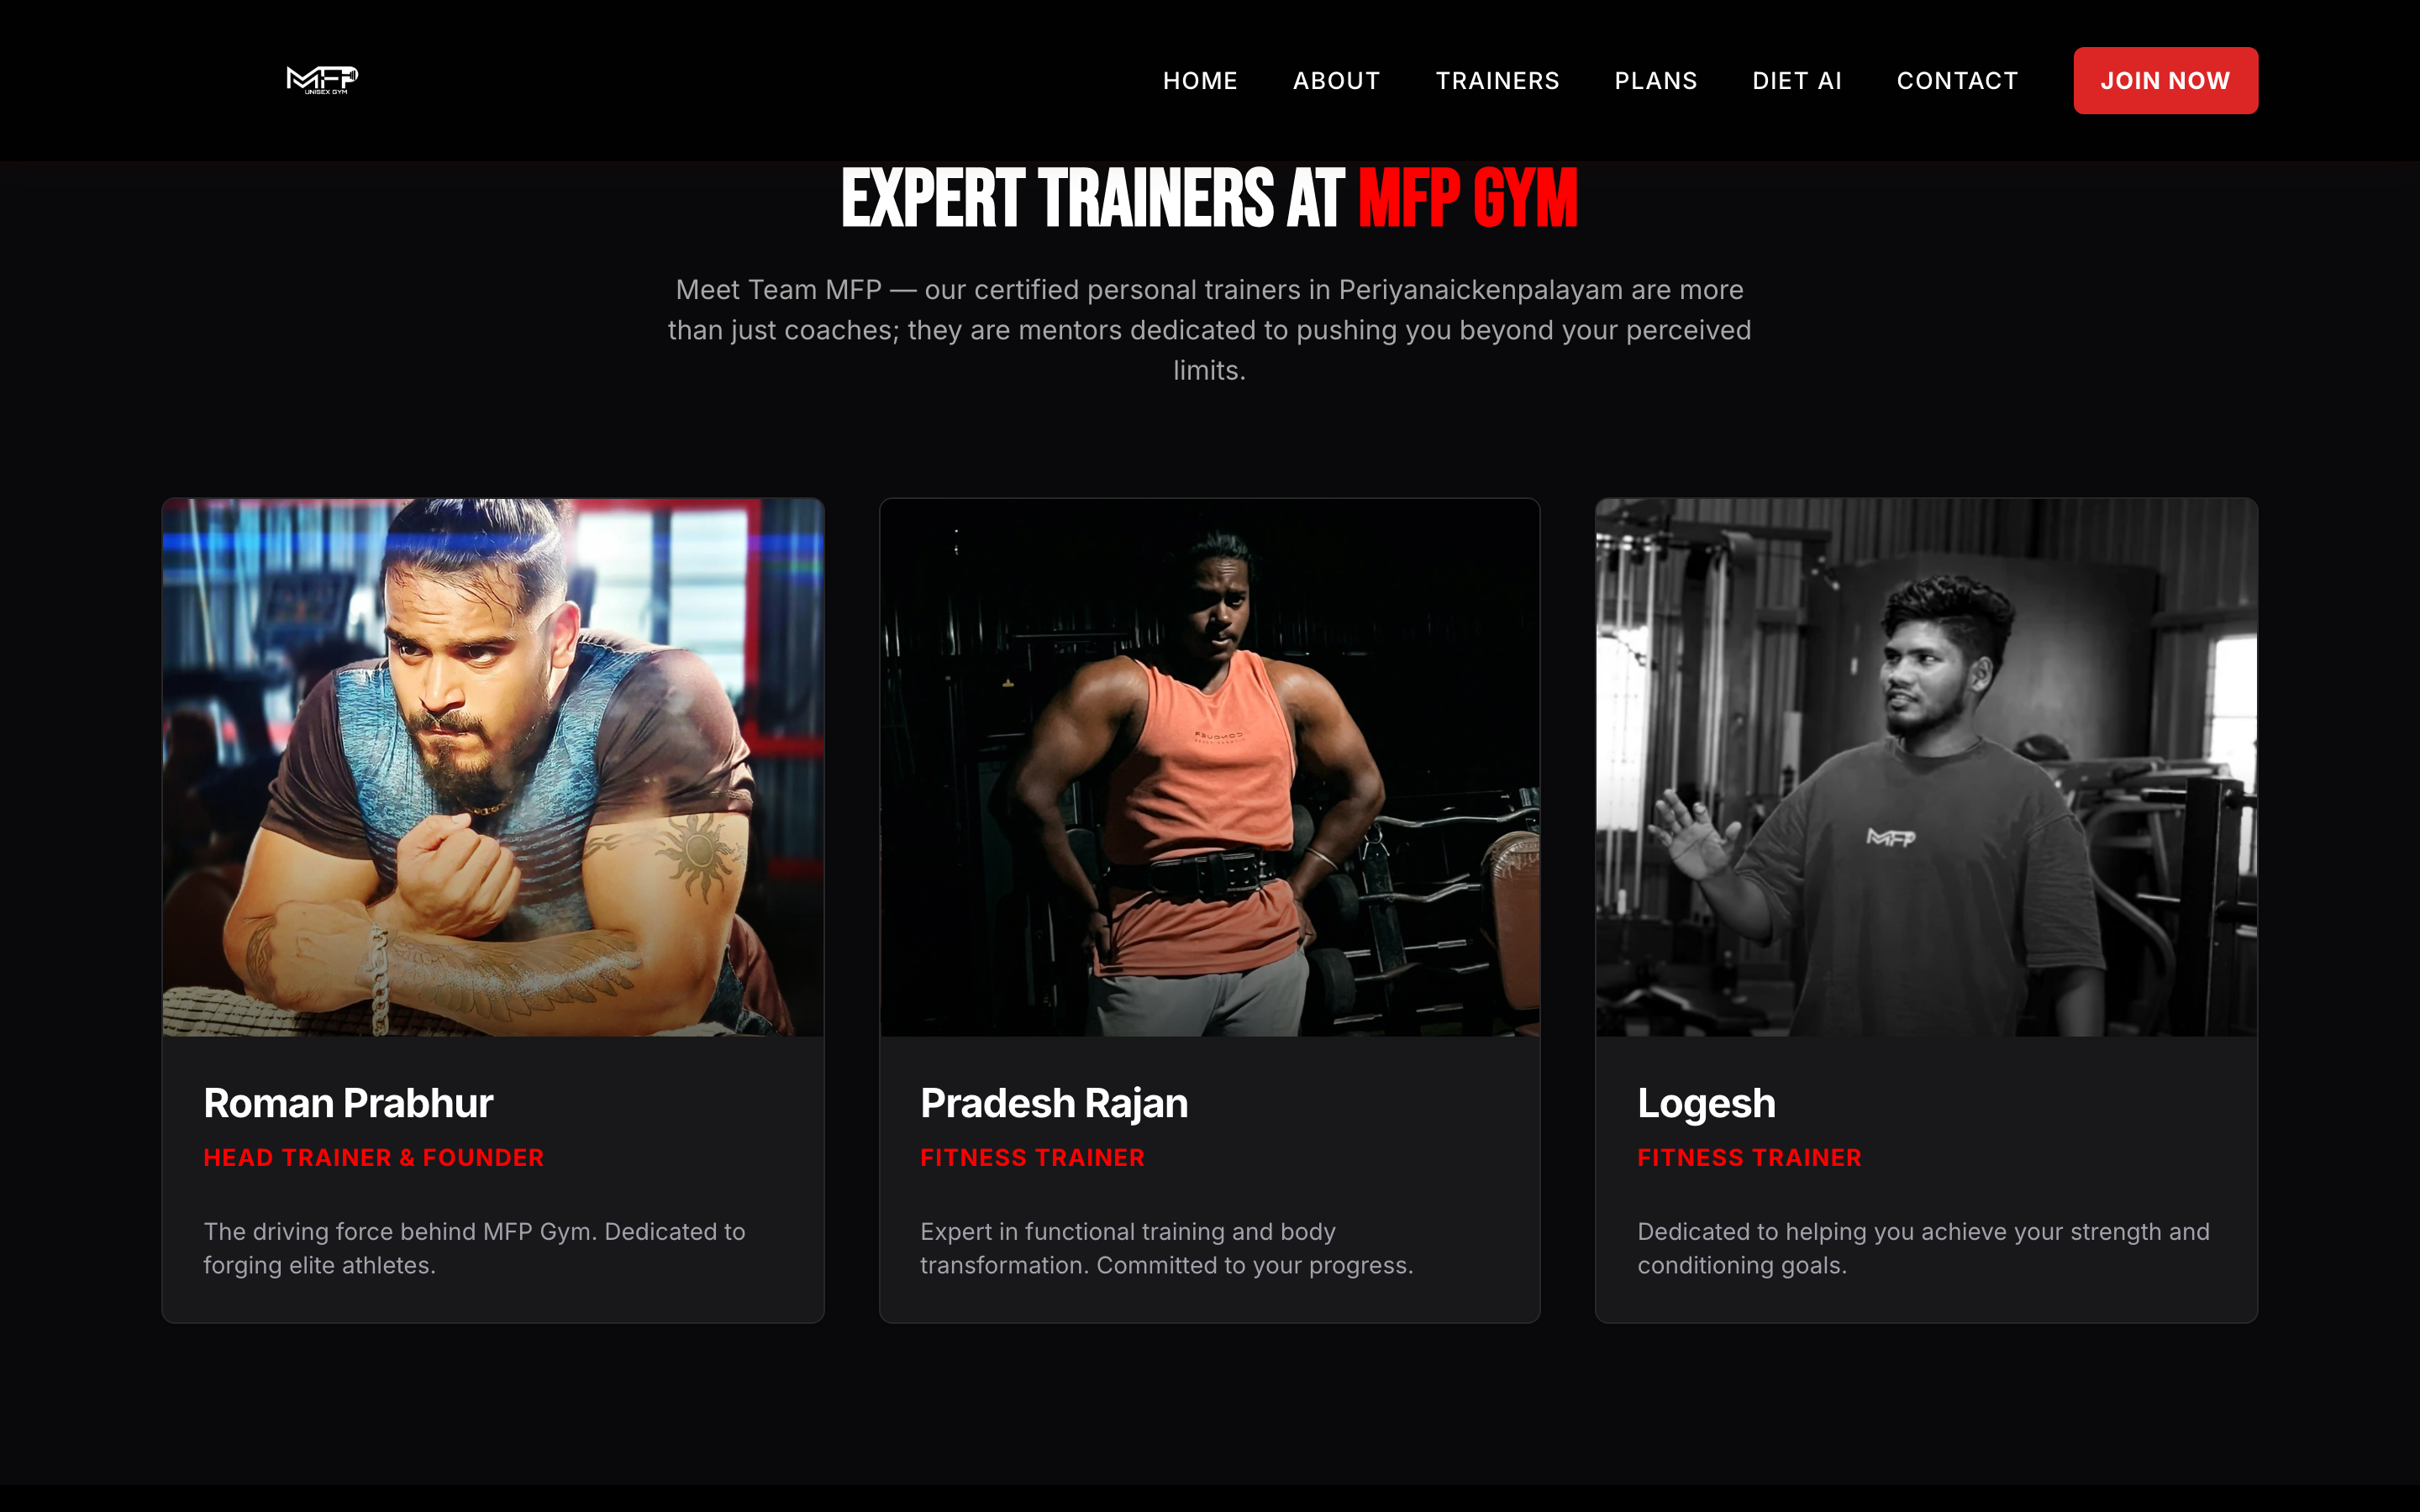 MFP
UNISEX GYM
HOME ABOUT TRAINERS PLANS DIET AI CONTACT JOIN NOW
EXPERT TRAINERS AT MFP GYM
Meet Team MFP — our certified personal trainers in Periyanaickenpalayam are more
than just coaches; they are mentors dedicated to pushing you beyond your perceived
limits.
MFP
Roman Prabhur
HEAD TRAINER & FOUNDER
The driving force behind MFP Gym. Dedicated to
forging elite athletes.
Pradesh Rajan
FITNESS TRAINER
Expert in functional training and body
transformation. Committed to your progress.
Logesh
FITNESS TRAINER
Dedicated to helping you achieve your strength and
conditioning goals.